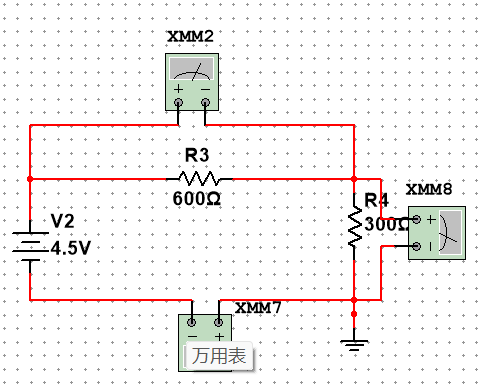 XMM2
+ −
R3
600Ω
XMM8
R4
300Ω
+
−
V2
4.5V
XMM7
− +
万用表